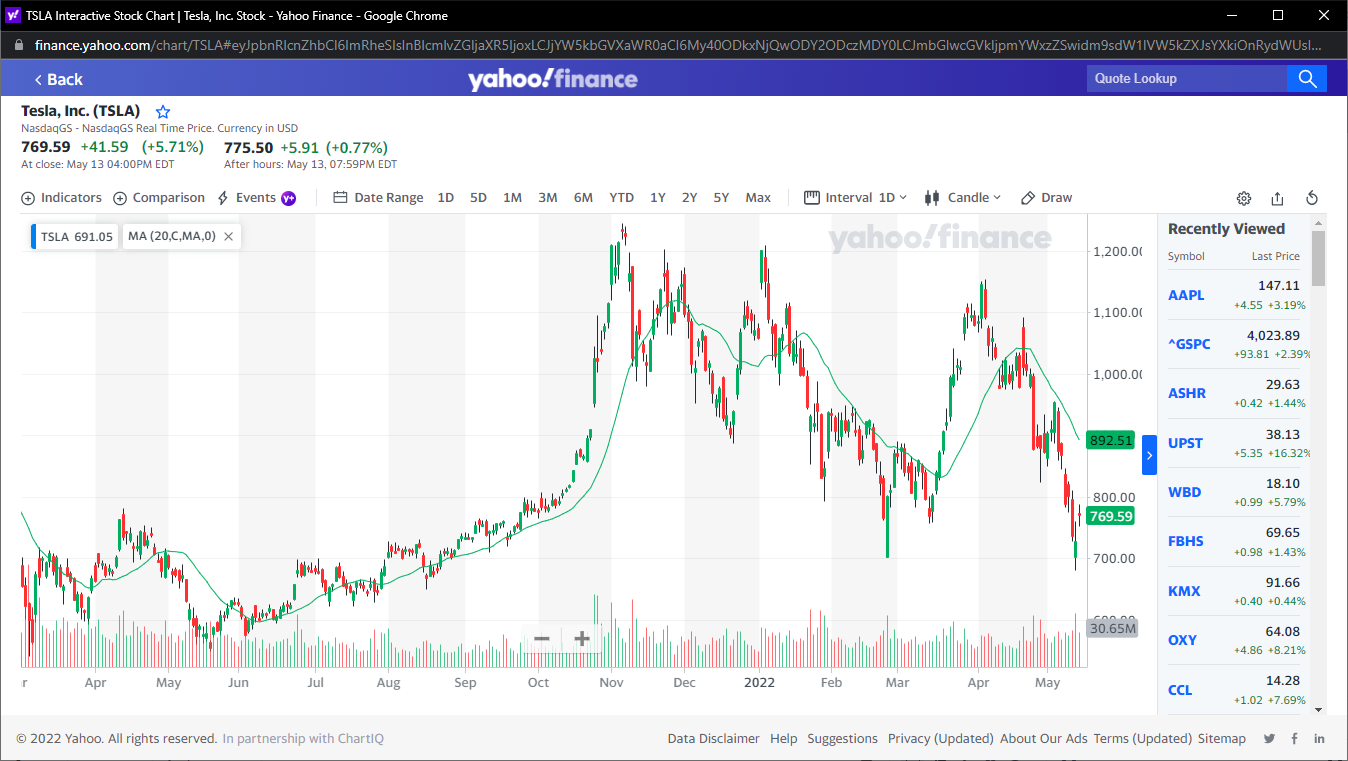 TSLA Interactive Stock Chart | Tesla, Inc. Stock - Yahoo Finance - Google Chrome
finance.yahoo.com/chart/TSLA#eyJpbnRlcnZhbCI6ImRheSIsInBlcmlvZGljaXR5IjoxLCJjYW5kbGVXaWR0aCI6My40ODkxNjQwODY2ODczMDY0LCJmbGlwcGVkIjpmYWxzZSwidm9sdW1lVW5kZXJsYXkiOnRydWUsI...
Back
yahoo!finance
Quote Lookup
Tesla, Inc. (TSLA)
NasdaqGS - NasdaqGS Real Time Price. Currency in USD
769.59 +41.59 (+5.71%) 775.50 +5.91 (+0.77%)
At close: May 13 04:00PM EDT After hours: May 13, 07:59PM EDT
Indicators Comparison Events Y+ Date Range 1D 5D 1M 3M 6M YTD 1Y 2Y 5Y Max Interval 1D Candle Draw
TSLA 691.05 MA (20,C,MA,0)
yahoo!finance
1,200.00
1,100.00
1,000.00
892.51
800.00
769.59
700.00
30.65M
Apr May Jun Jul Aug Sep Oct Nov Dec 2022 Feb Mar Apr May
Recently Viewed
Symbol Last Price
AAPL 147.11
+4.55 +3.19%
^GSPC 4,023.89
+93.81 +2.39%
ASHR 29.63
+0.42 +1.44%
UPST 38.13
+5.35 +16.32%
WBD 18.10
+0.99 +5.79%
FBHS 69.65
+0.98 +1.43%
KMX 91.66
+0.40 +0.44%
OXY 64.08
+4.86 +8.21%
CCL 14.28
+1.02 +7.69%
© 2022 Yahoo. All rights reserved. In partnership with ChartIQ
Data Disclaimer Help Suggestions Privacy (Updated) About Our Ads Terms (Updated) Sitemap